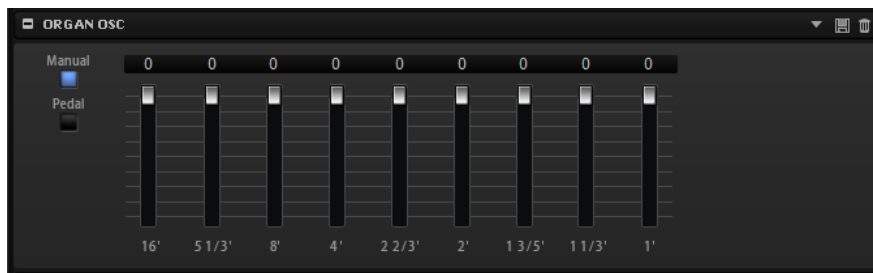 ORGAN OSC
Manual
0 0 0 0 0 0 0 0 0
Pedal
16' 5 1/3' 8' 4' 2 2/3' 2' 1 3/5' 1 1/3' 1'